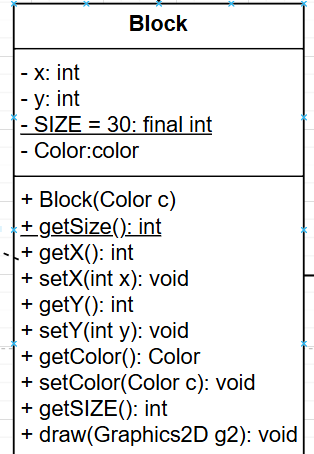 Block
- x: int
- y: int
- SIZE = 30: final int
- Color:color
+ Block(Color c)
+ getSize(): int
+ getX(): int
+ setX(int x): void
+ getY(): int
+ setY(int y): void
+ getColor(): Color
+ setColor(Color c): void
+ getSIZE(): int
+ draw(Graphics2D g2): void